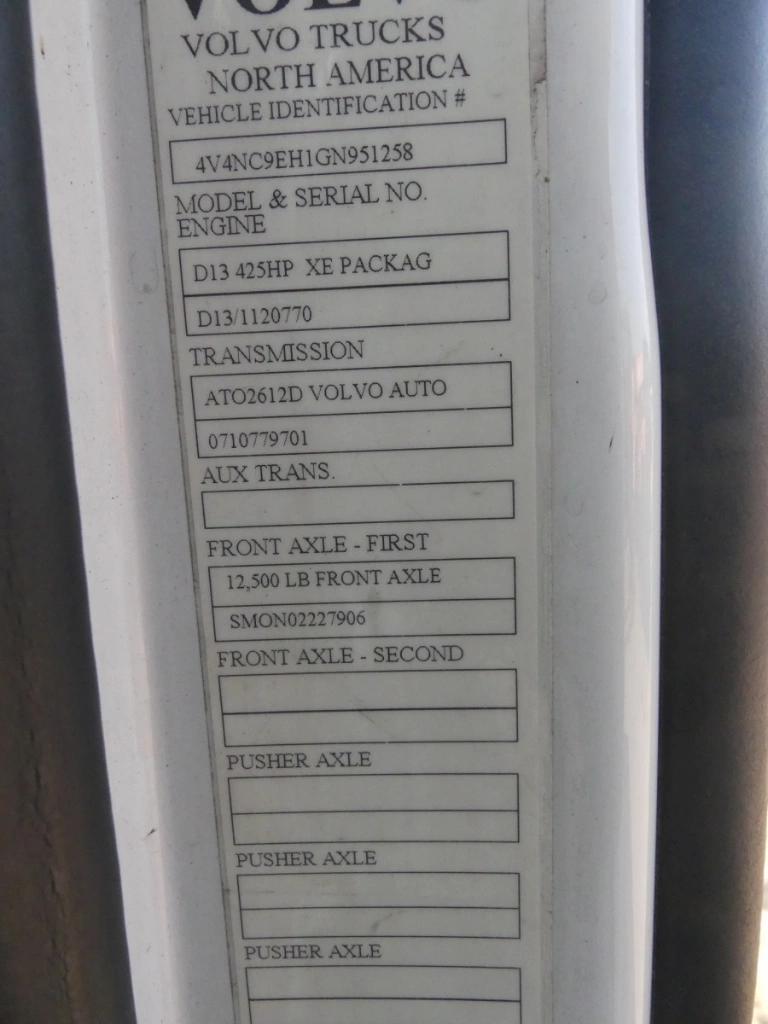 VOLVO
VOLVO TRUCKS
NORTH AMERICA
VEHICLE IDENTIFICATION #
4V4NC9EH1GN951258
MODEL & SERIAL NO.
ENGINE
D13 425HP XE PACKAG
D13/1120770
TRANSMISSION
ATO2612D VOLVO AUTO
0710779701
AUX TRANS.
FRONT AXLE - FIRST
12,500 LB FRONT AXLE
SMON02227906
FRONT AXLE - SECOND
PUSHER AXLE
PUSHER AXLE
PUSHER AXLE